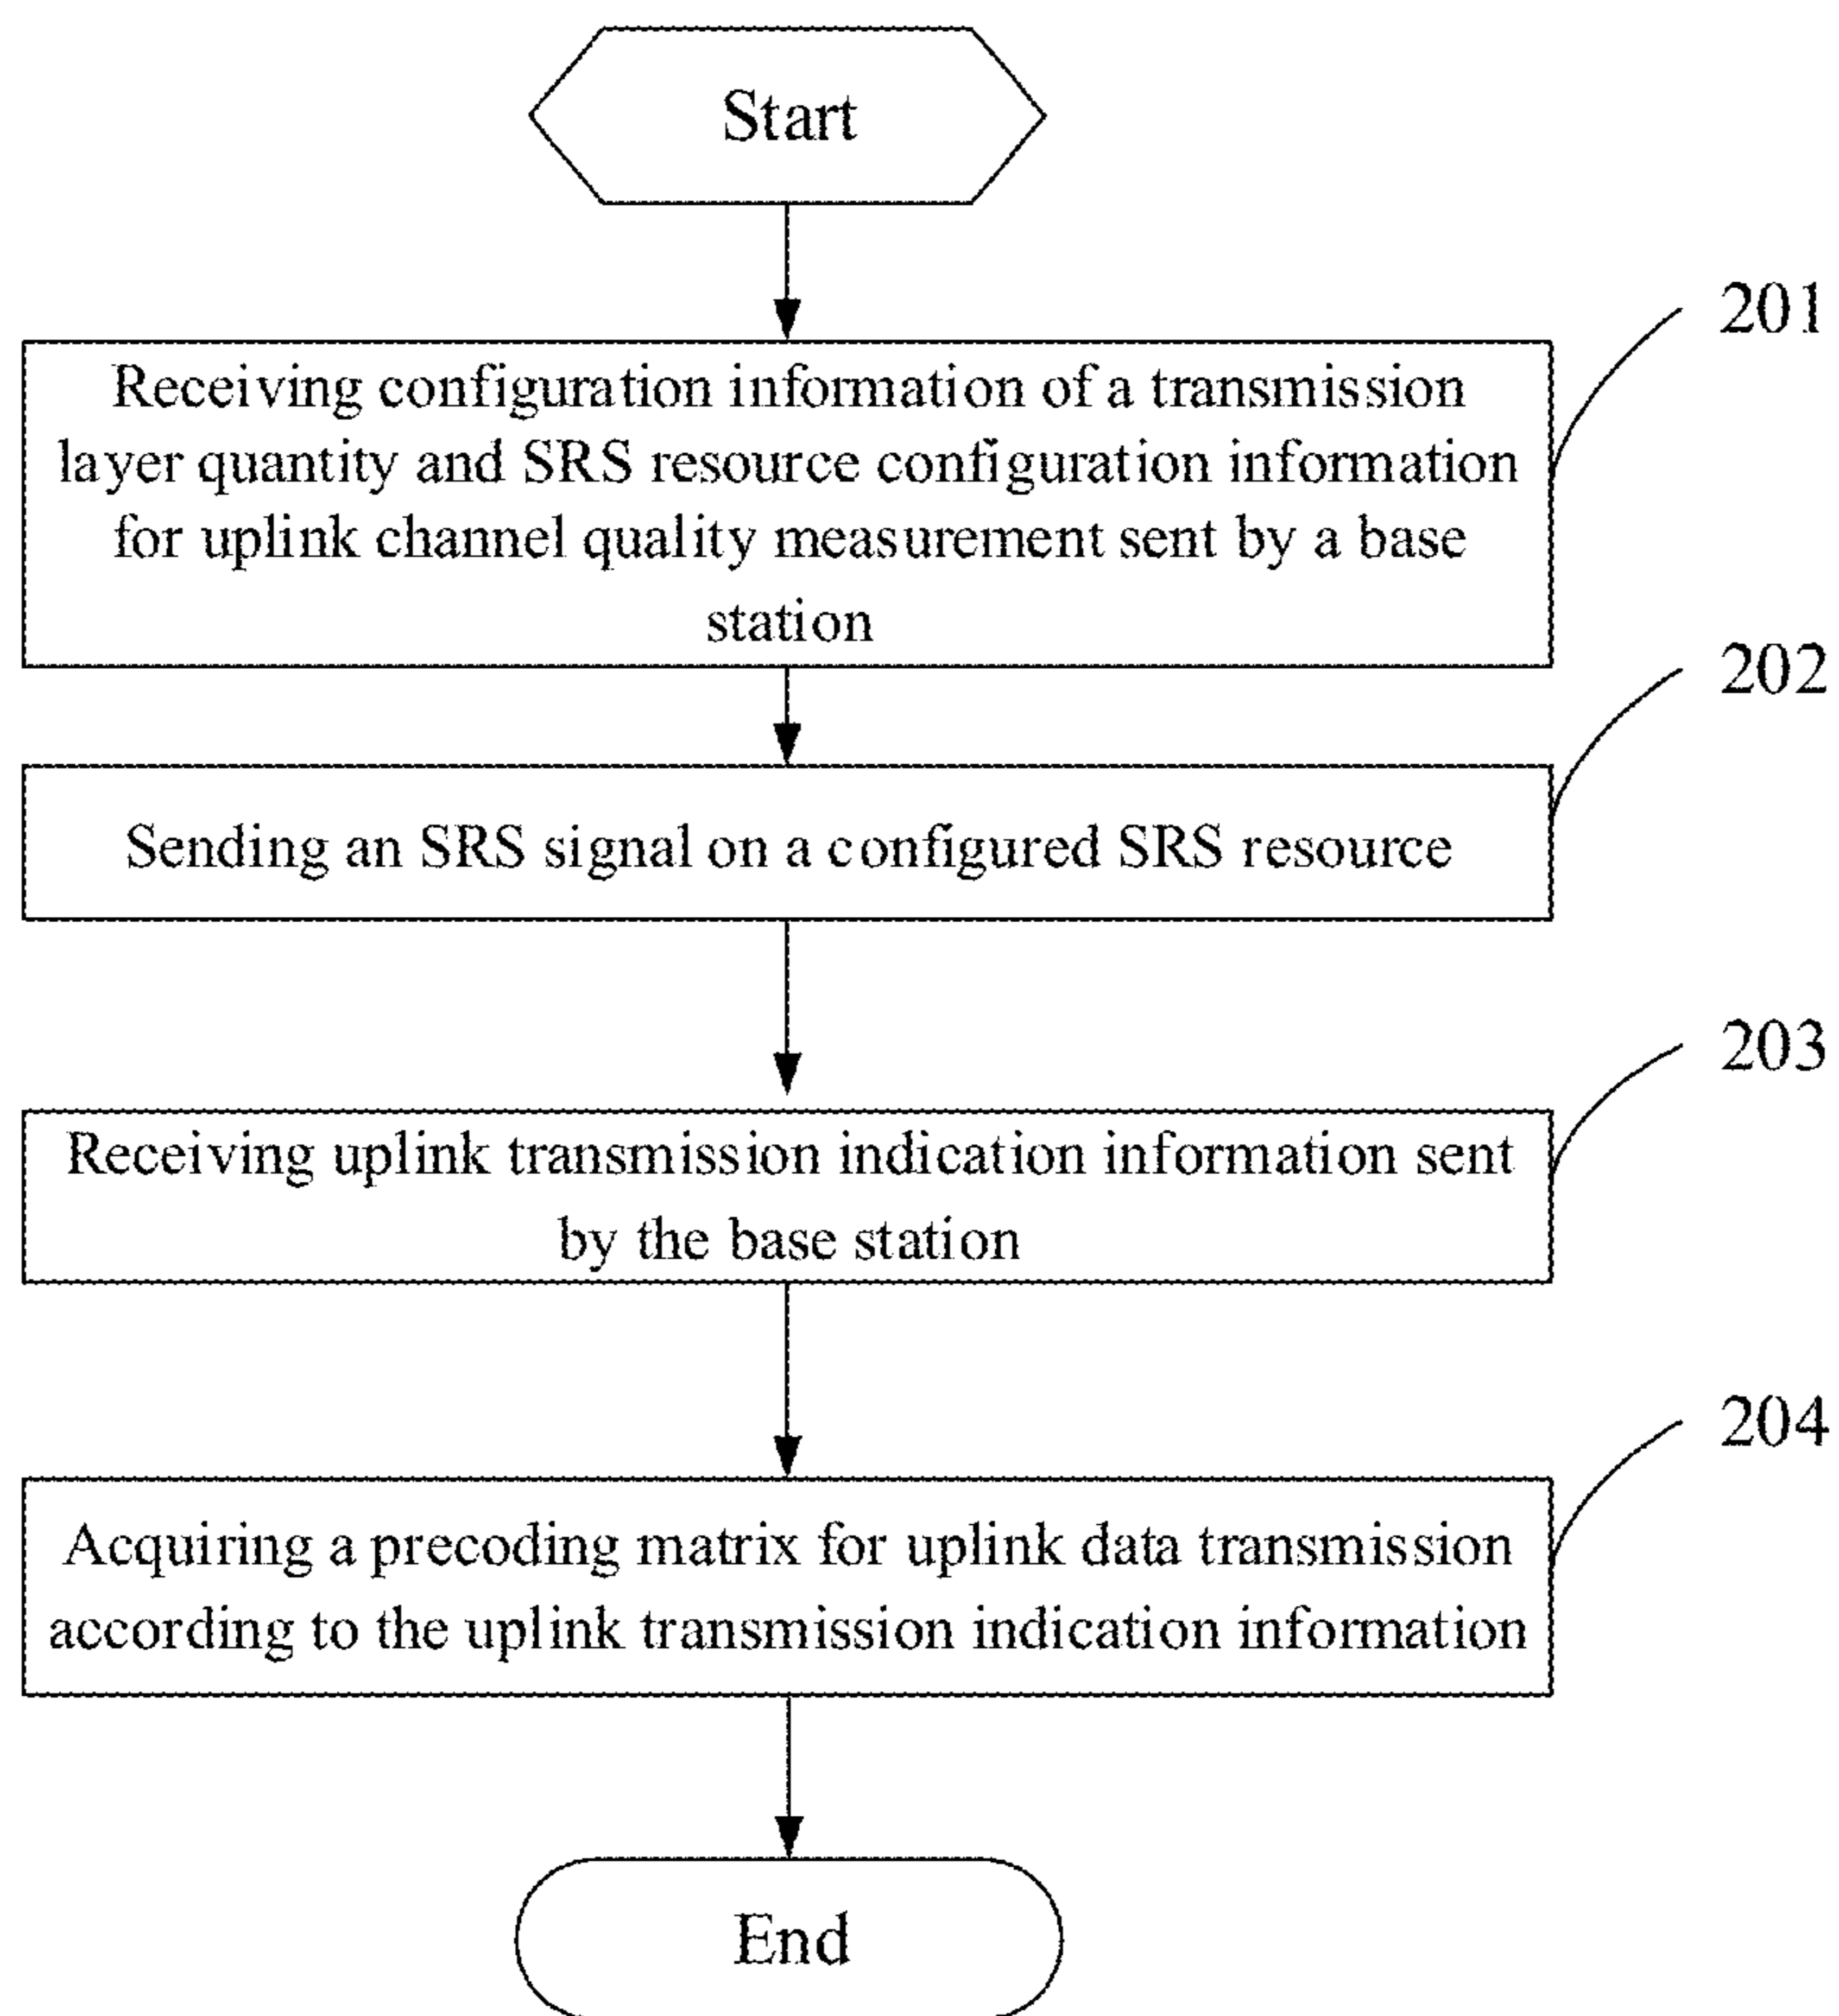 Start
201
Receiving configuration information of a transmission
layer quantity and SRS resource configuration information
for uplink channel quality measurement sent by a base
station
202
Sending an SRS signal on a configured SRS resource
203
Receiving uplink transmission indication information sent
by the base station
204
Acquiring a precoding matrix for uplink data transmission
according to the uplink transmission indication information
End